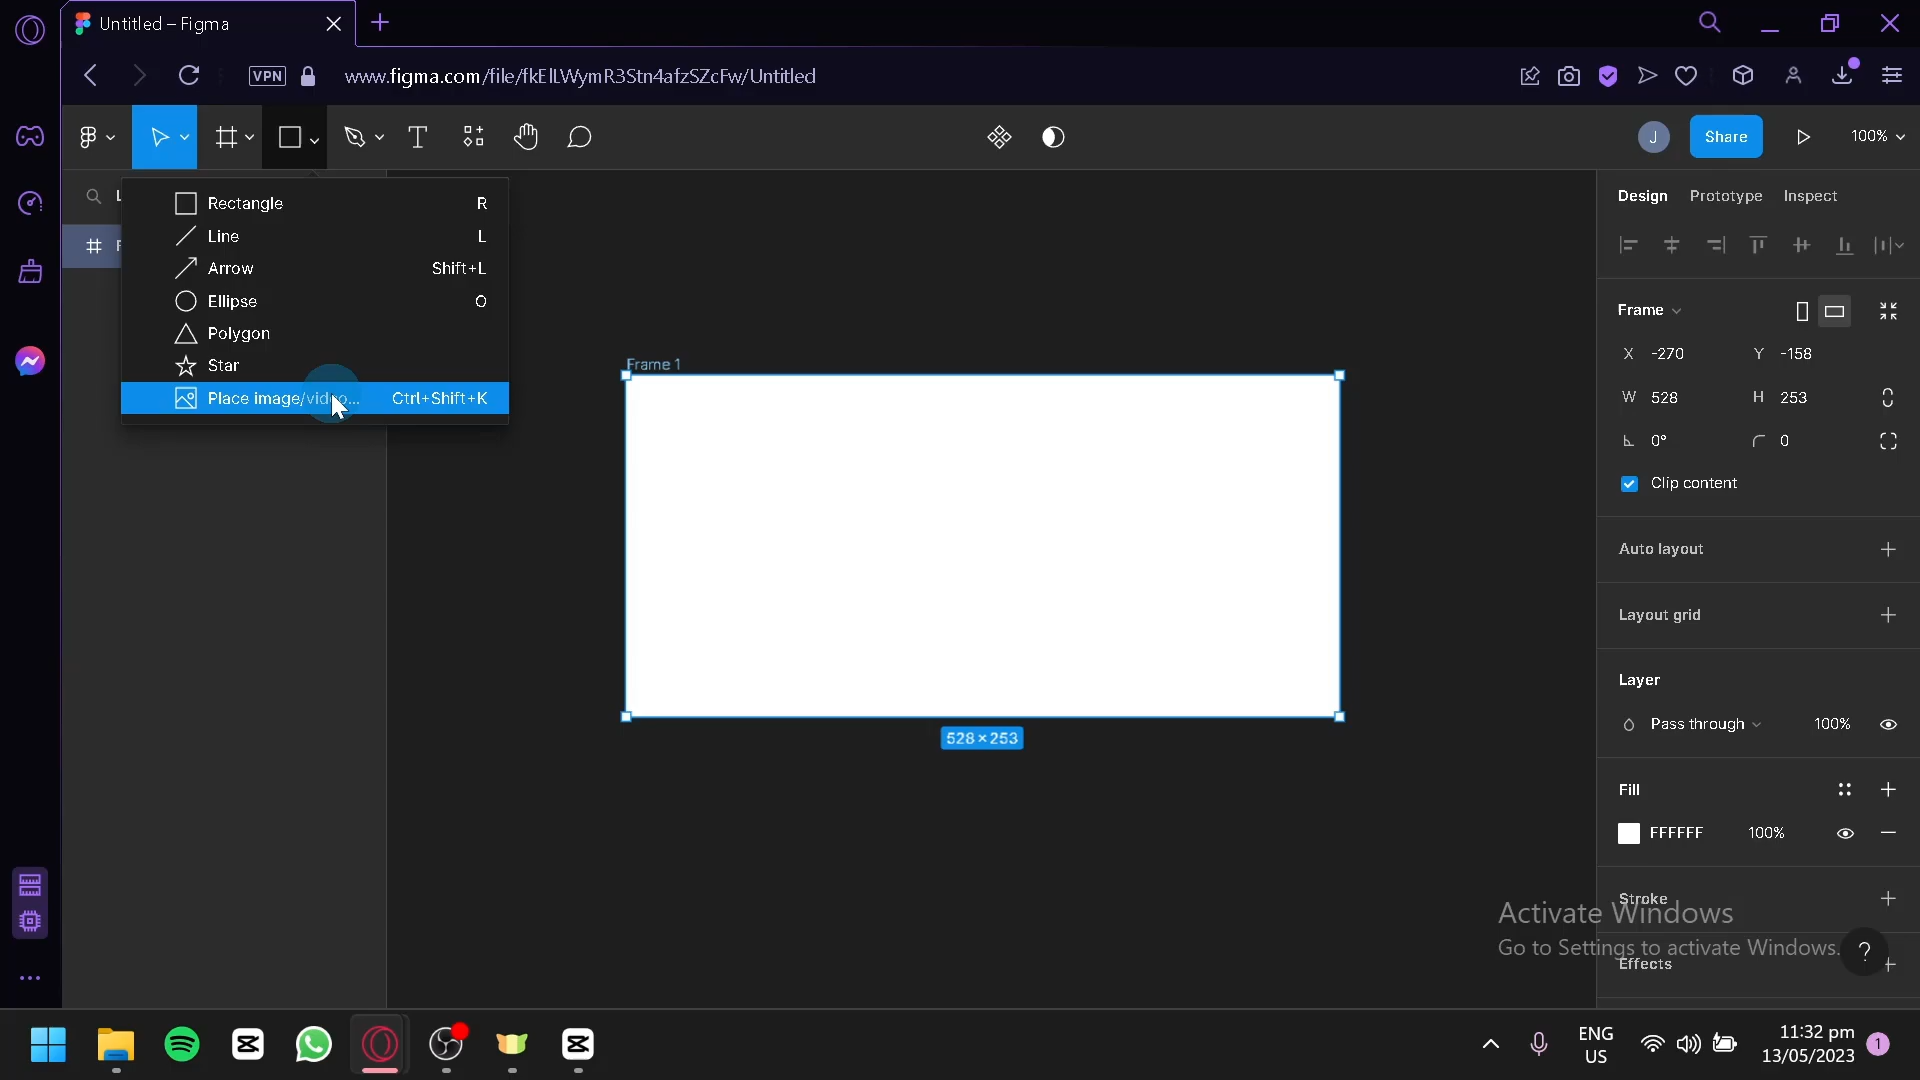 Untitled – Figma
VPN
www.figma.com/file/fkElLWymR3Stn4afzSZcFw/Untitled
J
Share
100%
Rectangle R
Line L
Arrow Shift+L
Ellipse O
Polygon
Star
Place image/video... Ctrl+Shift+K
Frame 1
528 × 253
Design Prototype Inspect
Frame
X -270 Y -158
W 528 H 253
0° 0
Clip content
Auto layout
Layout grid
Layer
Pass through 100%
Fill
FFFFFF 100%
Stroke
Effects
Activate Windows
Go to Settings to activate Windows.
?
ENG
US
11:32 pm
13/05/2023
1